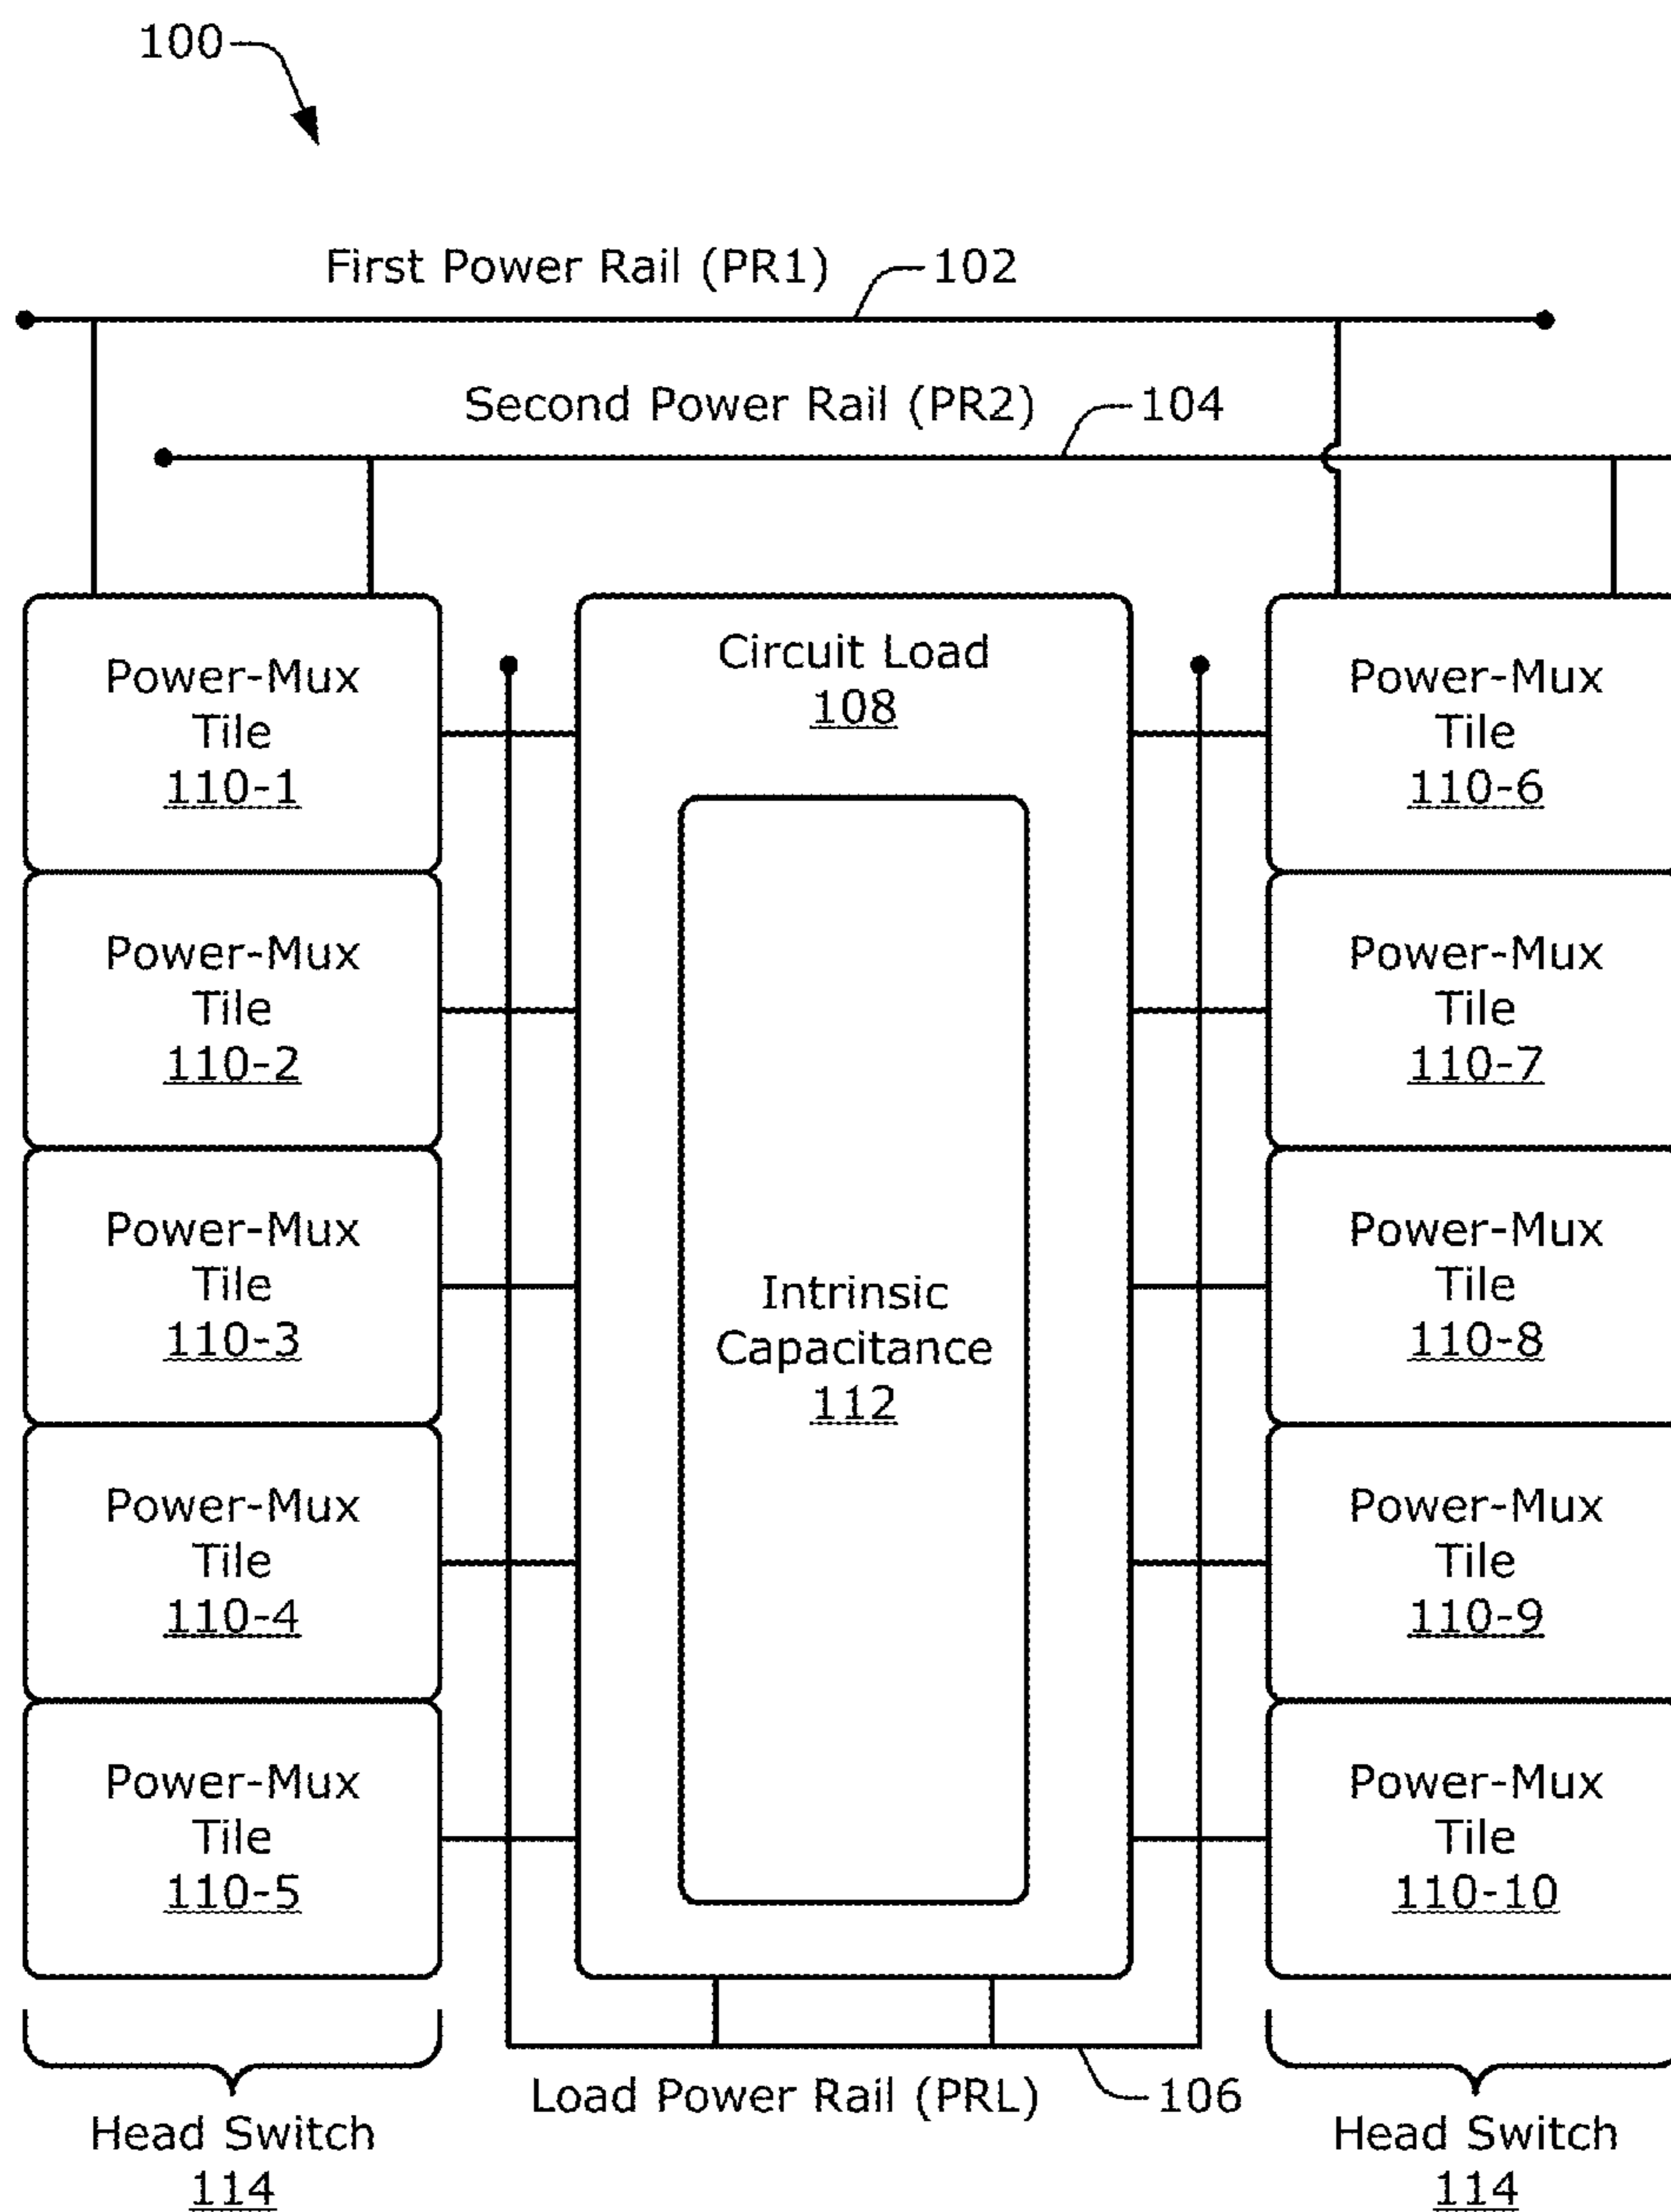 100
First Power Rail (PR1) 102
Second Power Rail (PR2) 104
Power-Mux
Tile
110-1
Power-Mux
Tile
110-2
Power-Mux
Tile
110-3
Power-Mux
Tile
110-4
Power-Mux
Tile
110-5
Head Switch
114
Circuit Load
108
Intrinsic
Capacitance
112
Load Power Rail (PRL) 106
Power-Mux
Tile
110-6
Power-Mux
Tile
110-7
Power-Mux
Tile
110-8
Power-Mux
Tile
110-9
Power-Mux
Tile
110-10
Head Switch
114